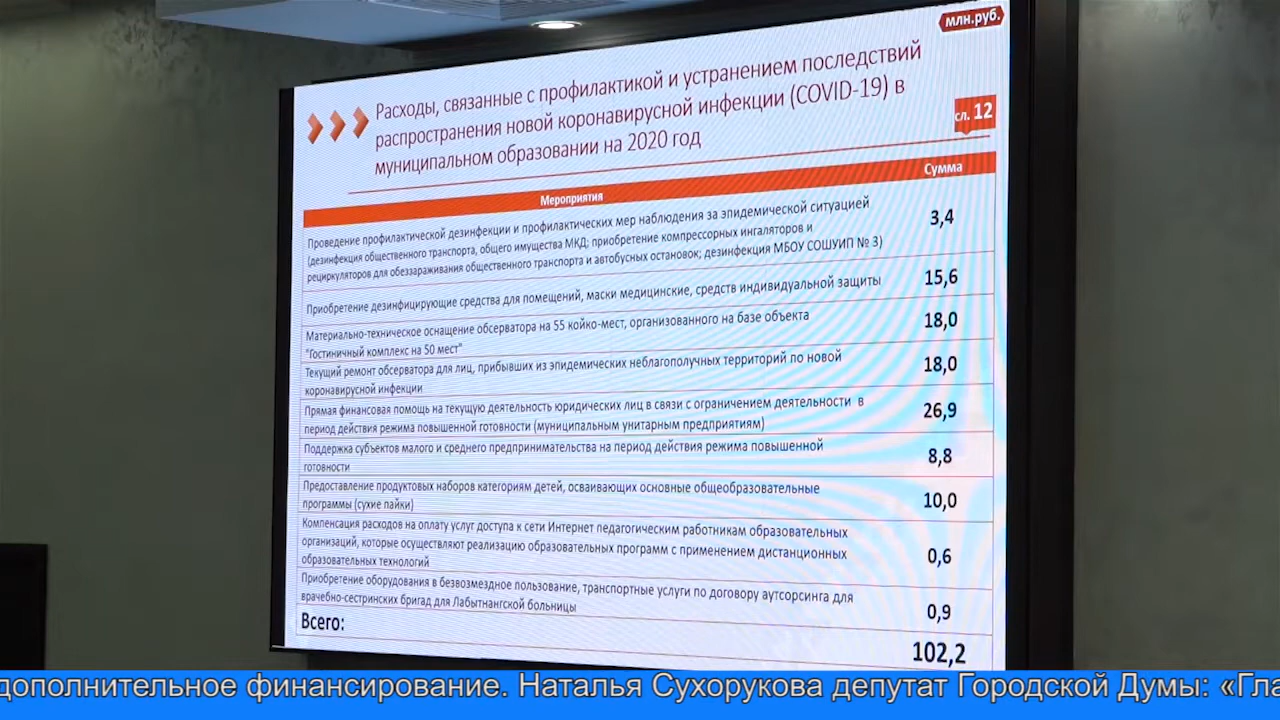 млн.руб.
Расходы, связанные с профилактикой и устранением последствий
распространения новой коронавирусной инфекции (COVID-19) в
муниципальном образовании на 2020 год
сл. 12
Мероприятия
Сумма
Проведение профилактической дезинфекции и профилактических мер наблюдения за эпидемической ситуацией
(дезинфекция общественного транспорта, общего имущества МКД; приобретение компрессорных ингаляторов и
рециркуляторов для обеззараживания общественного транспорта и автобусных остановок; дезинфекция МБОУ СОШУИП № 3)
3,4
Приобретение дезинфицирующие средства для помещений, маски медицинские, средств индивидуальной защиты
15,6
Материально-техническое оснащение обсерватора на 55 койко-мест, организованного на базе объекта
"Гостиничный комплекс на 50 мест"
18,0
Текущий ремонт обсерватора для лиц, прибывших из эпидемических неблагополучных территорий по новой
коронавирусной инфекции
18,0
Прямая финансовая помощь на текущую деятельность юридических лиц в связи с ограничением деятельности в
период действия режима повышенной готовности (муниципальным унитарным предприятиям)
26,9
Поддержка субъектов малого и среднего предпринимательства на период действия режима повышенной
готовности
8,8
Предоставление продуктовых наборов категориям детей, осваивающих основные общеобразовательные
программы (сухие пайки)
10,0
Компенсация расходов на оплату услуг доступа к сети Интернет педагогическим работникам образовательных
организаций, которые осуществляют реализацию образовательных программ с применением дистанционных
образовательных технологий
0,6
Приобретение оборудования в безвозмездное пользование, транспортные услуги по договору аутсорсинга для
врачебно-сестринских бригад для Лабытнангской больницы
0,9
Всего:
102,2
дополнительное финансирование. Наталья Сухорукова депутат Городской Думы: «Гла